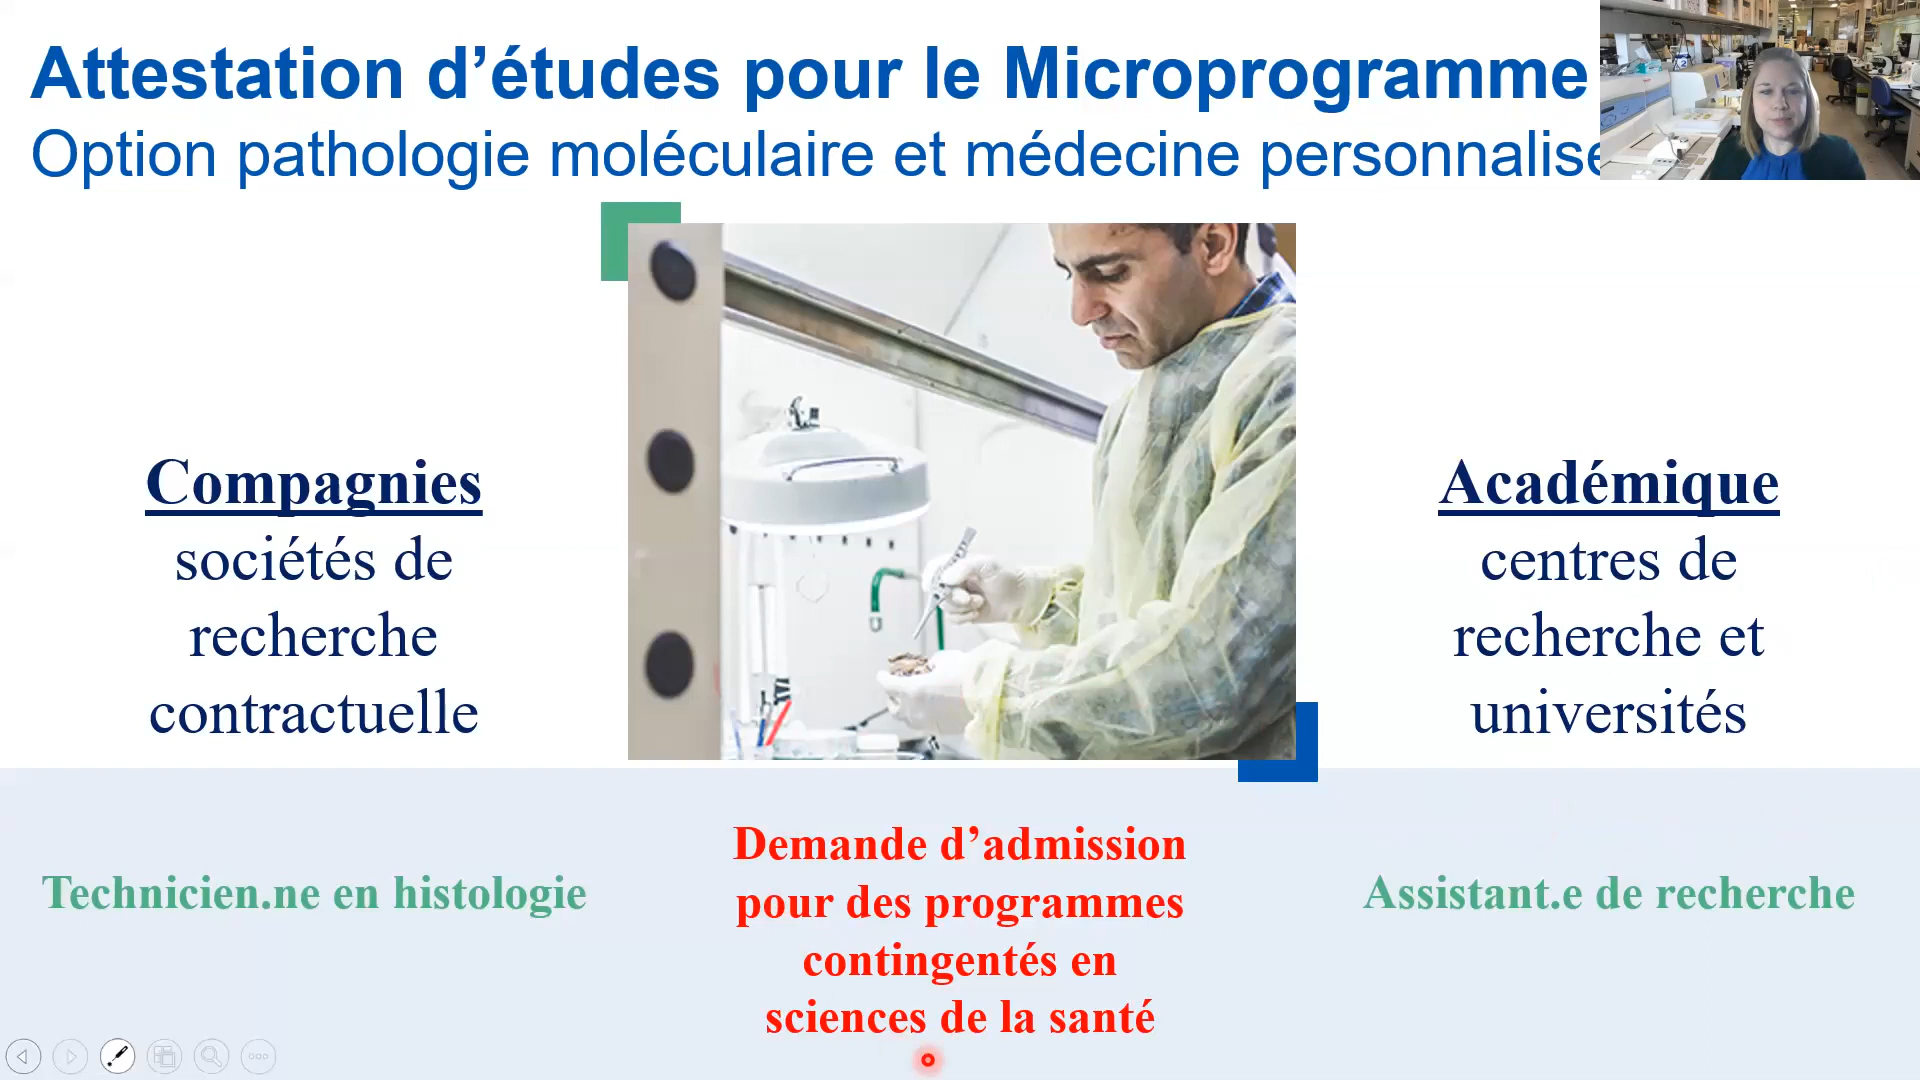 Attestation d’études pour le Microprogramme
Option pathologie moléculaire et médecine
Compagnies
sociétés de
recherche
contractuelle
Académique
centres de
recherche et
universités
Technicien.ne en histologie
Demande d’admission
pour des programmes
contingentés en
sciences de la santé
Assistant.e de recherche